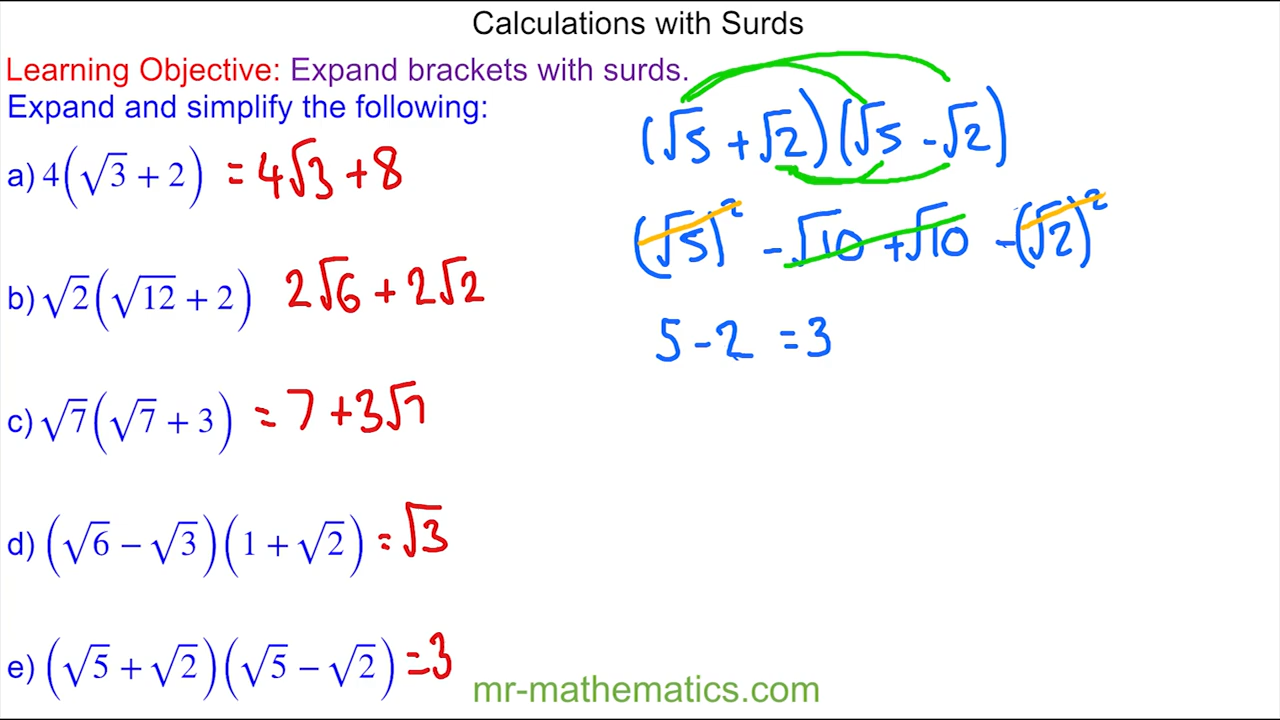 Calculations with Surds
Learning Objective: Expand brackets with surds.
Expand and simplify the following:
a) 4(√3 + 2) = 4√3 + 8
b) √2(√12 + 2) 2√6 + 2√2
c) √7(√7 + 3) = 7 + 3√7
d) (√6 − √3)(1 + √2) = √3
e) (√5 + √2)(√5 − √2) = 3
(√5 + √2)(√5 − √2)
(√5)² − √10 + √10 − (√2)²
5 − 2 = 3
mr-mathematics.com